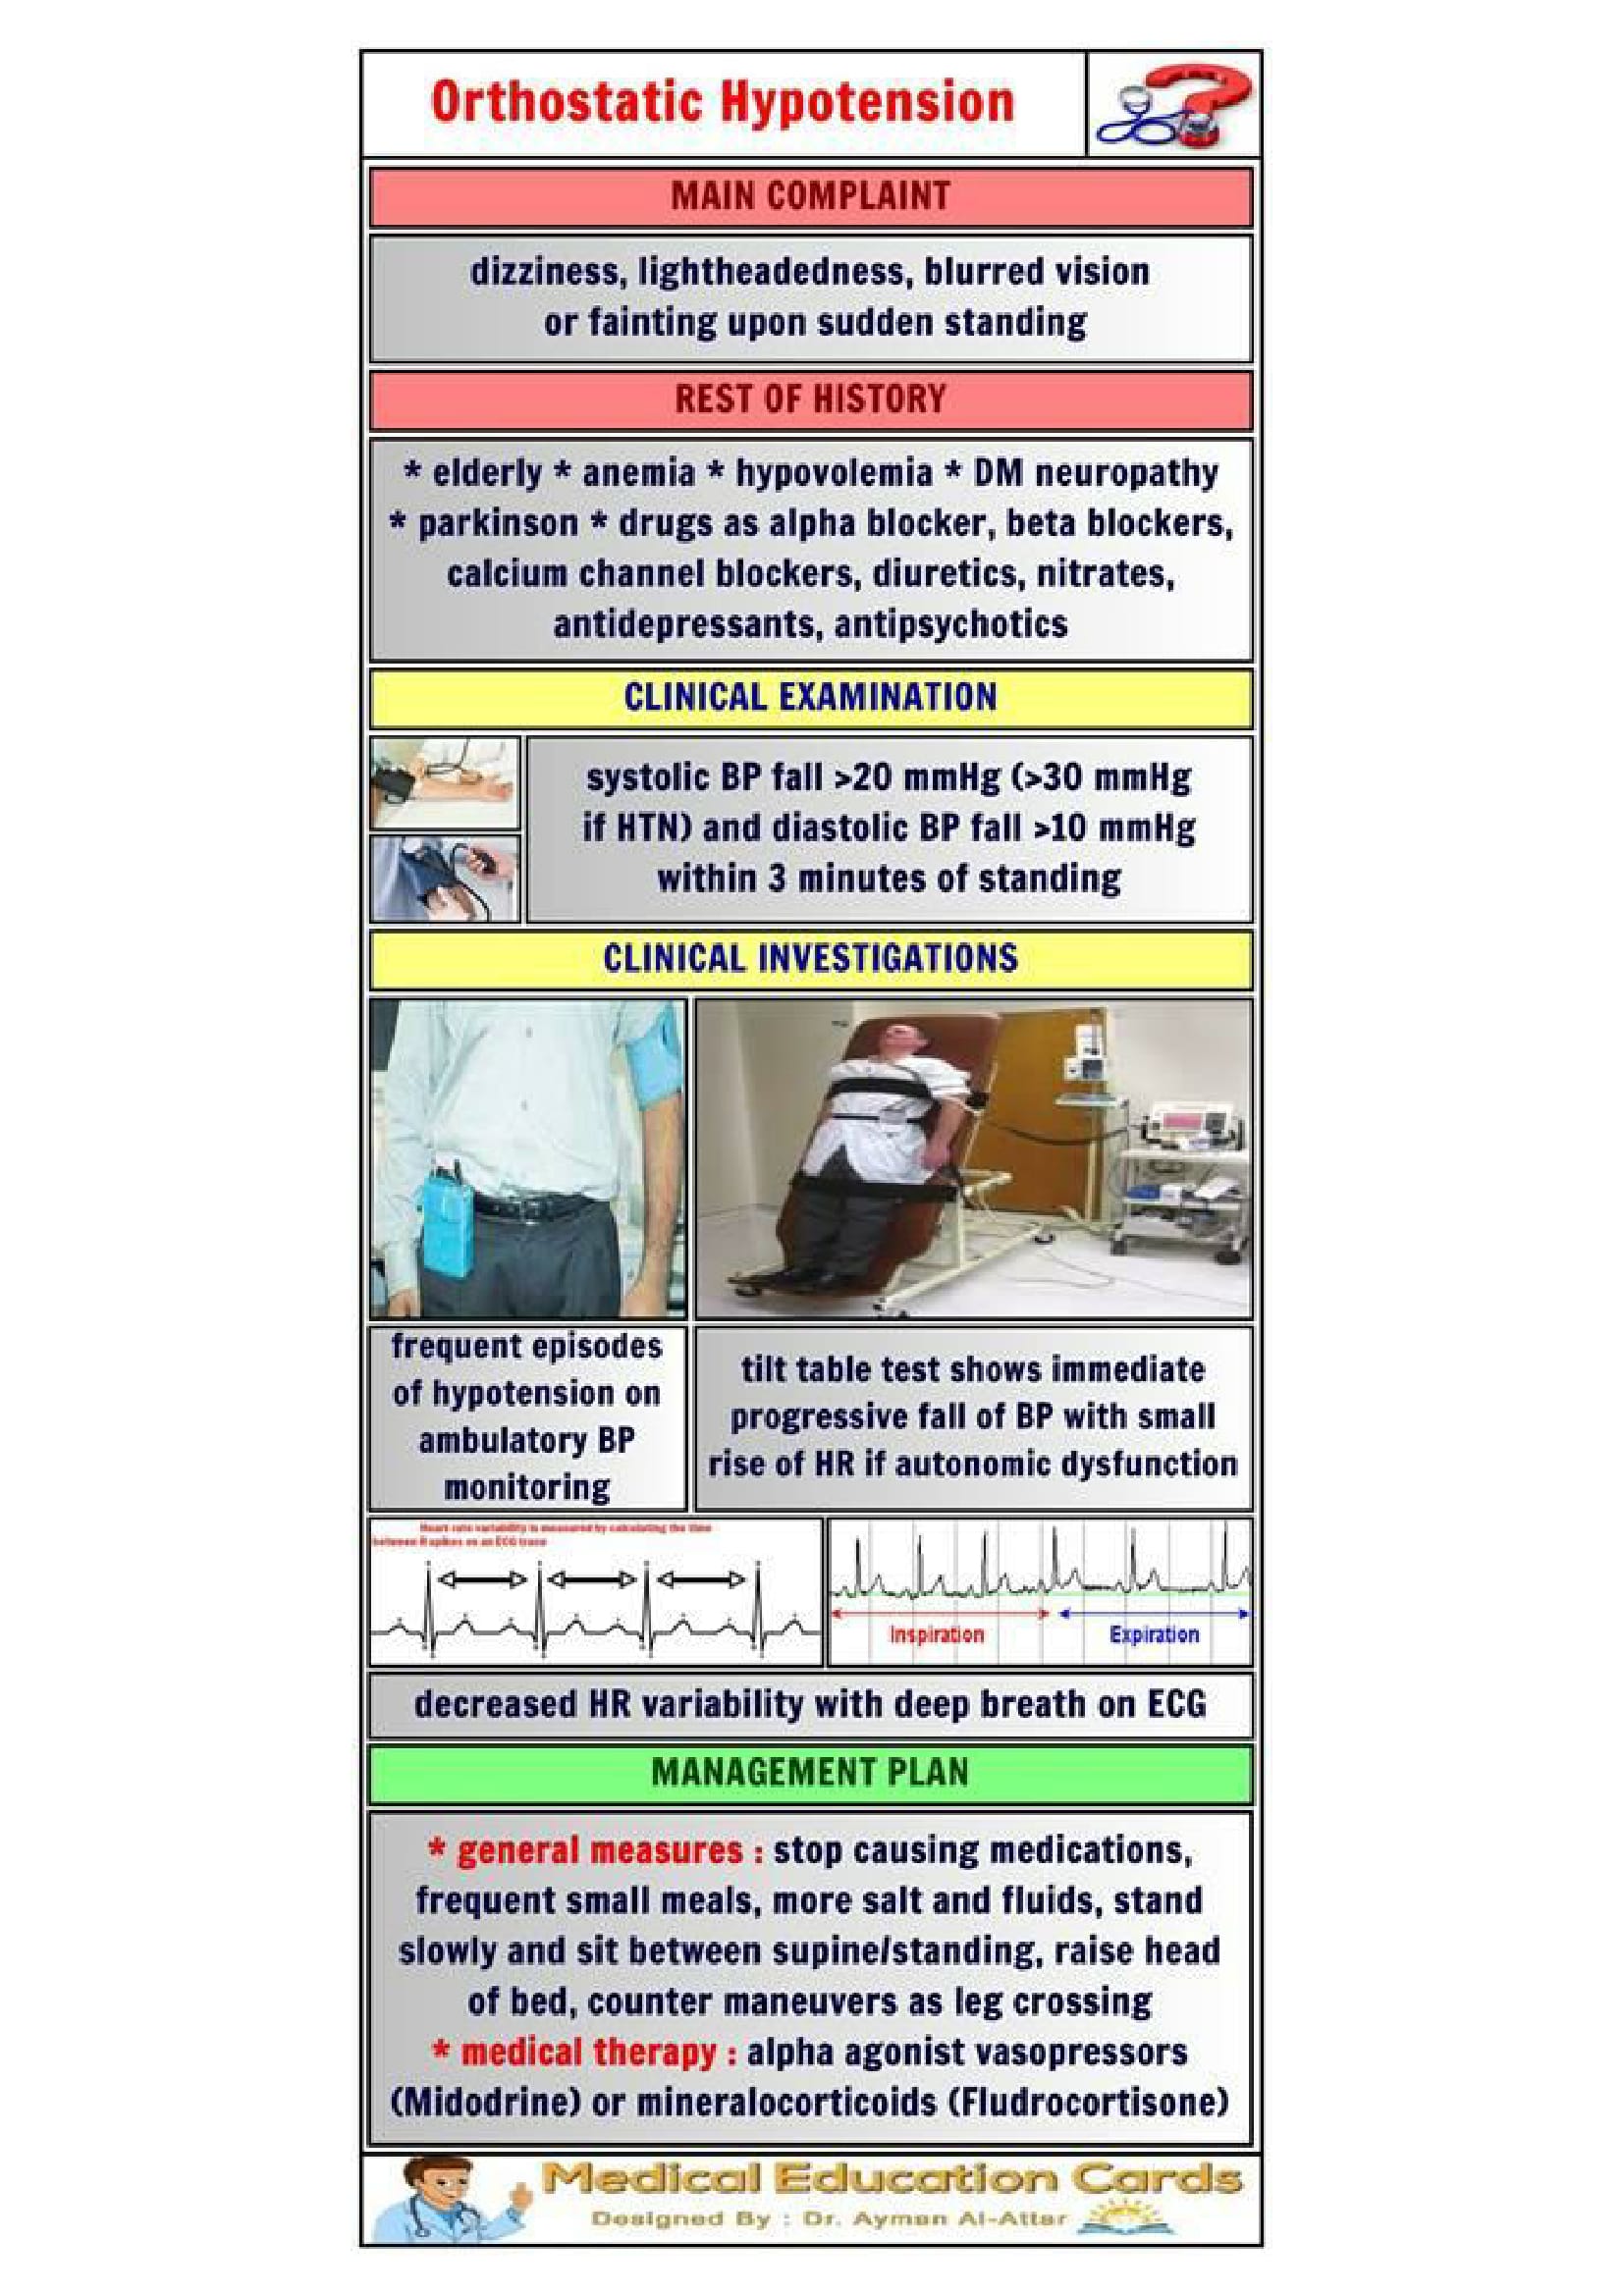 Orthostatic Hypotension
MAIN COMPLAINT
dizziness, lightheadedness, blurred vision
or fainting upon sudden standing
REST OF HISTORY
* elderly * anemia * hypovolemia * DM neuropathy
* parkinson * drugs as alpha blocker, beta blockers,
calcium channel blockers, diuretics, nitrates,
antidepressants, antipsychotics
CLINICAL EXAMINATION
systolic BP fall >20 mmHg (>30 mmHg
if HTN) and diastolic BP fall >10 mmHg
within 3 minutes of standing
CLINICAL INVESTIGATIONS
frequent episodes
of hypotension on
ambulatory BP
monitoring
tilt table test shows immediate
progressive fall of BP with small
rise of HR if autonomic dysfunction
Heart rate variability is measured by calculating the time
between R spikes on an ECG trace
Inspiration
Expiration
decreased HR variability with deep breath on ECG
MANAGEMENT PLAN
* general measures : stop causing medications,
frequent small meals, more salt and fluids, stand
slowly and sit between supine/standing, raise head
of bed, counter maneuvers as leg crossing
* medical therapy : alpha agonist vasopressors
(Midodrine) or mineralocorticoids (Fludrocortisone)
Medical Education Cards
Designed By : Dr. Ayman Al-Attar